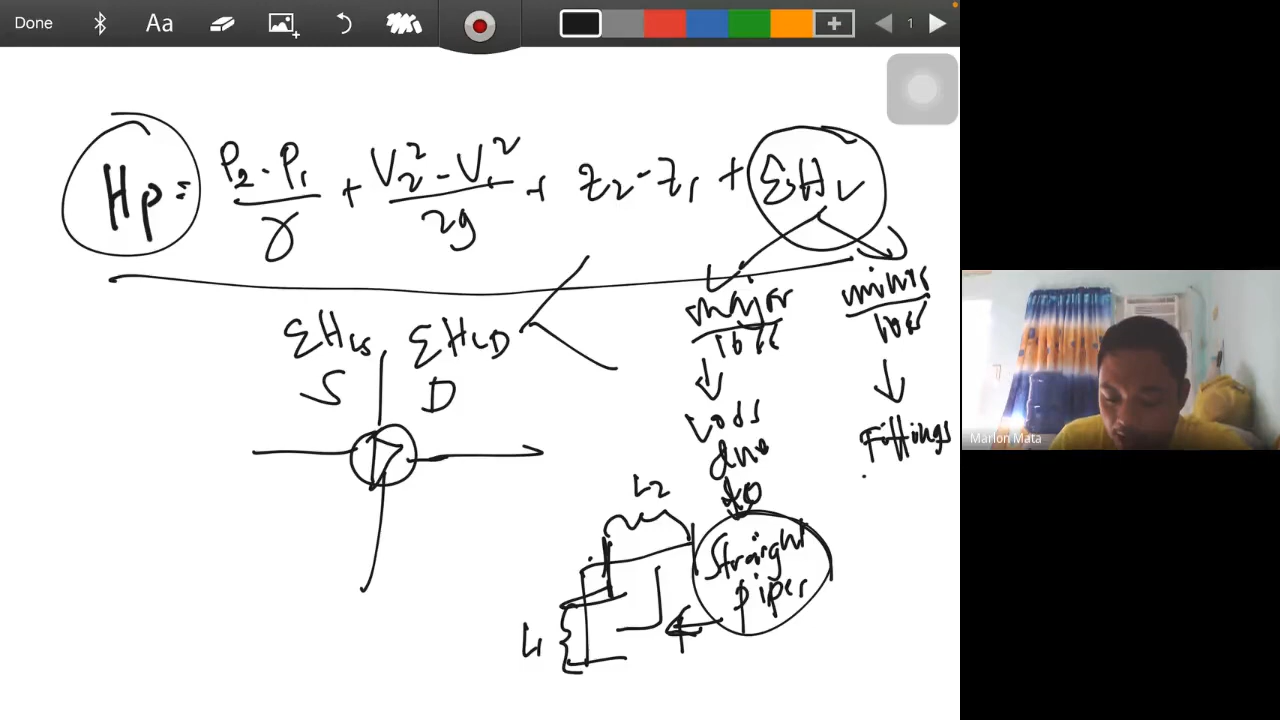 Done Aa 1
Hp = P2 - P1 / γ + V2² - V1² / 2g + Z2 - Z1 + ΣHL
major loss
minor loss
ΣHLS ΣHLD
S D
Loss due to
Fittings
straight pipes
L2
L1
Marlon Mata